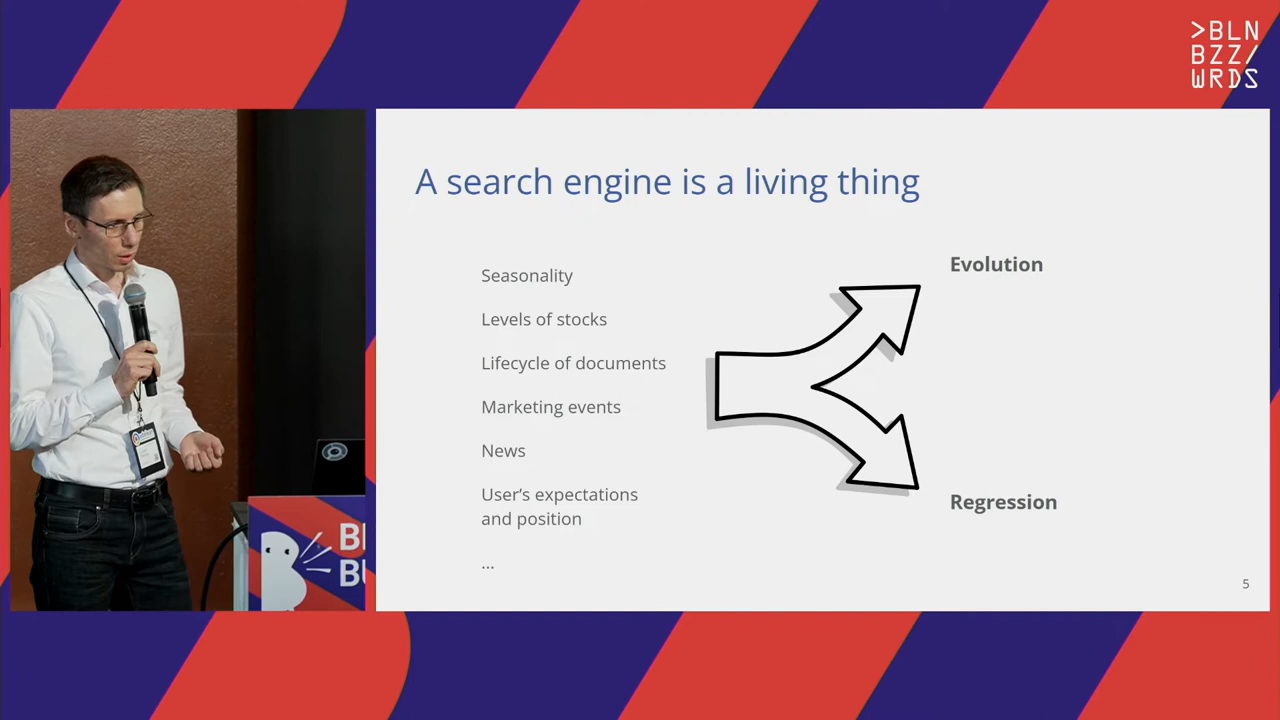 >BLN
BZZ/
WRDS
A search engine is a living thing
Seasonality
Levels of stocks
Lifecycle of documents
Marketing events
News
User’s expectations
and position
...
Evolution
Regression
5